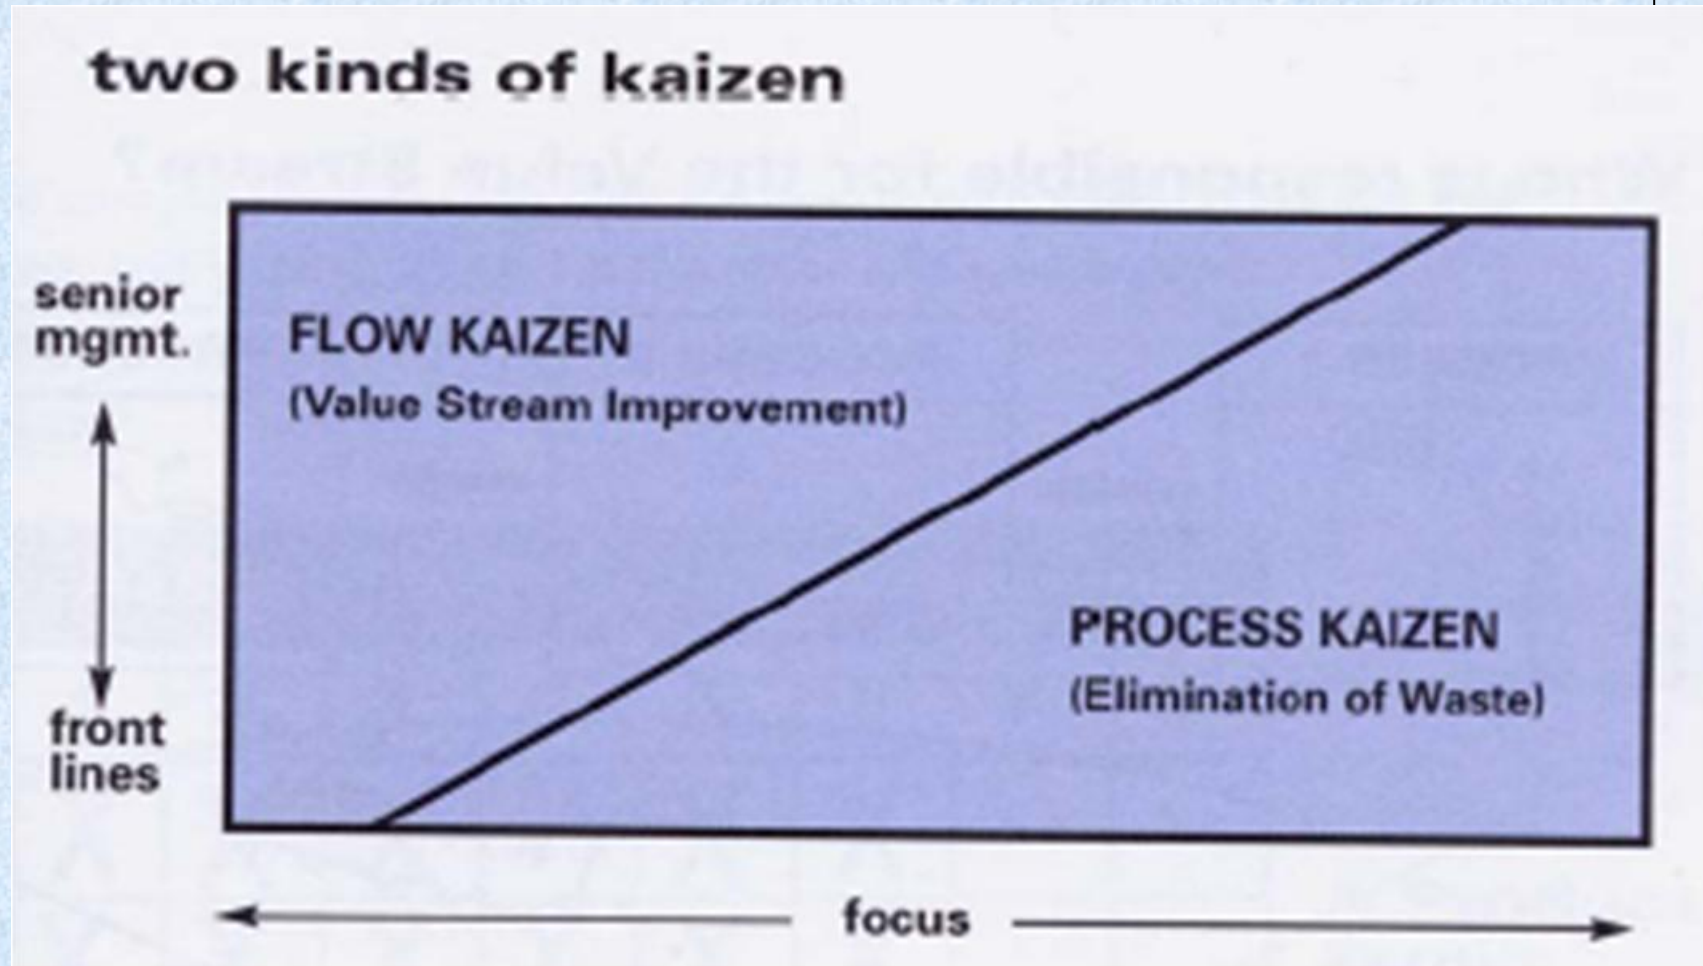 two kinds of kaizen
senior
mgmt.
FLOW KAIZEN
(Value Stream Improvement)
PROCESS KAIZEN
(Elimination of Waste)
front
lines
focus